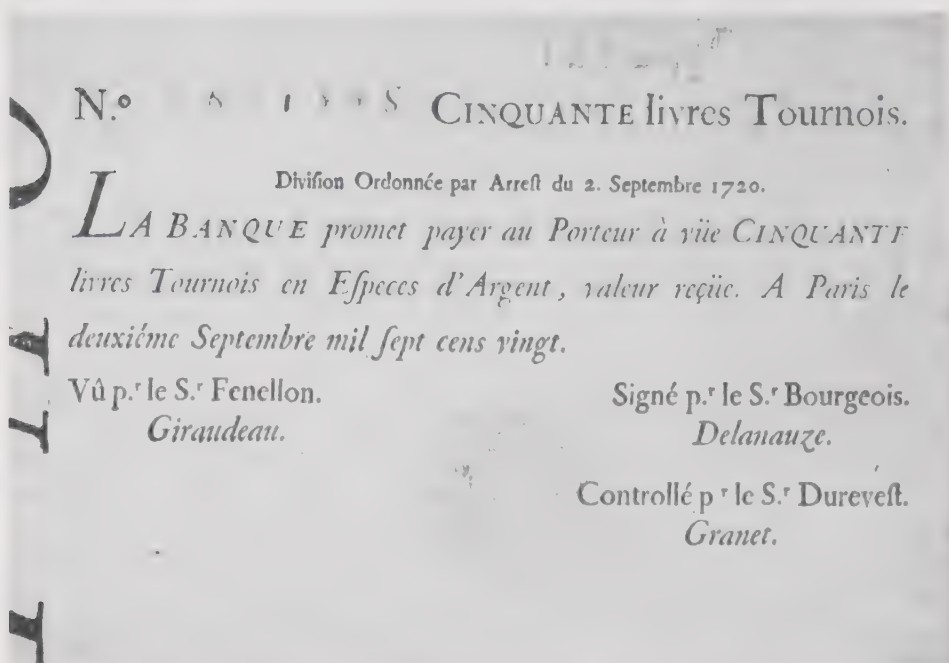 N.º CINQUANTE livres Tournois.
Diviſion Ordonnée par Arreſt du 2. Septembre 1720.
LA BANQUE promet payer au Porteur à vüe CINQUANTE
livres Tournois en Eſpeces d'Argent, valeur reçüe. A Paris le
deuxiéme Septembre mil ſept cens vingt.
Vû p.r le S.r Fenellon.
Giraudeau.
Signé p.r le S.r Bourgeois.
Delanauze.
Controllé p r le S.r Dureveſt.
Granet.